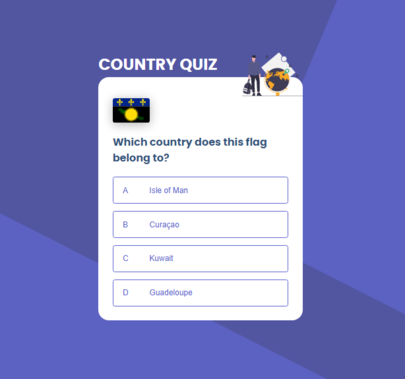 COUNTRY QUIZ
Which country does this flag
belong to?
A Isle of Man
B Curaçao
C Kuwait
D Guadeloupe